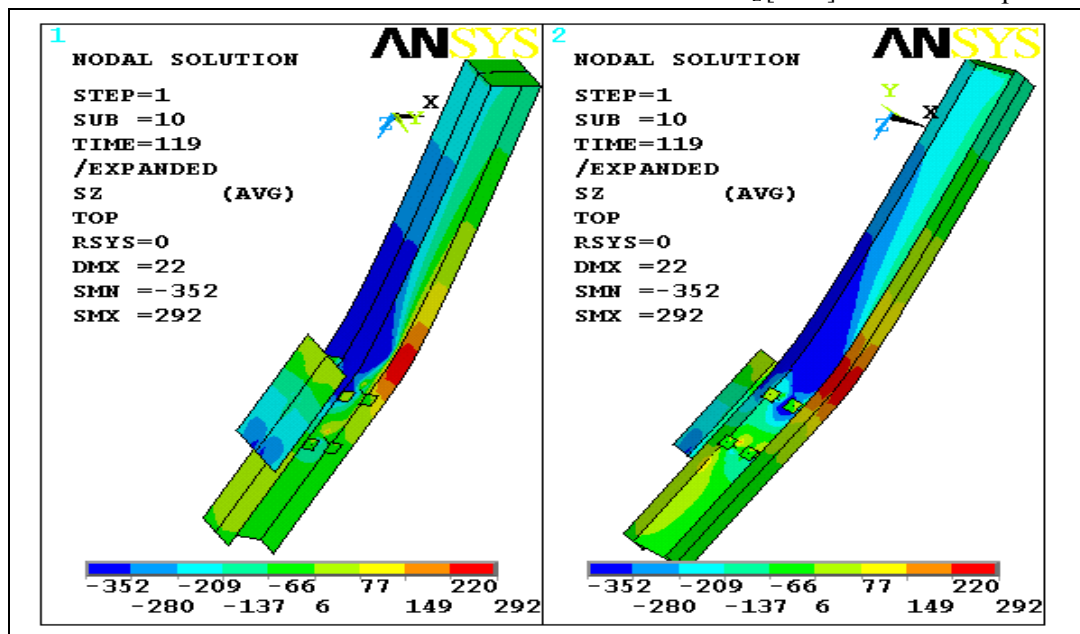 1
ANSYS
NODAL SOLUTION
STEP=1
SUB =10
TIME=119
/EXPANDED
SZ (AVG)
TOP
RSYS=0
DMX =22
SMN =-352
SMX =292
X
Y
Z
-352 -209 -66 77 220
-280 -137 6 149 292
2
ANSYS
NODAL SOLUTION
STEP=1
SUB =10
TIME=119
/EXPANDED
SZ (AVG)
TOP
RSYS=0
DMX =22
SMN =-352
SMX =292
Y
X
Z
-352 -209 -66 77 220
-280 -137 6 149 292